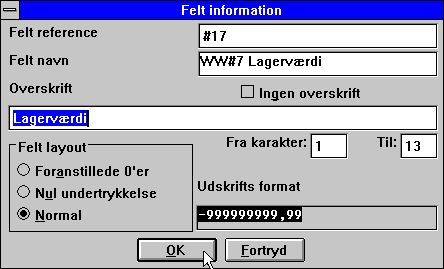 Felt information
Felt reference #17
Felt navn WW#7 Lagerværdi
Overskrift Ingen overskrift
Lagerværdi
Felt layout Fra karakter: 1 Til: 13
Foranstillede 0'er
Nul undertrykkelse
Udskrifts format
Normal
-999999999,99
OK Fortryd